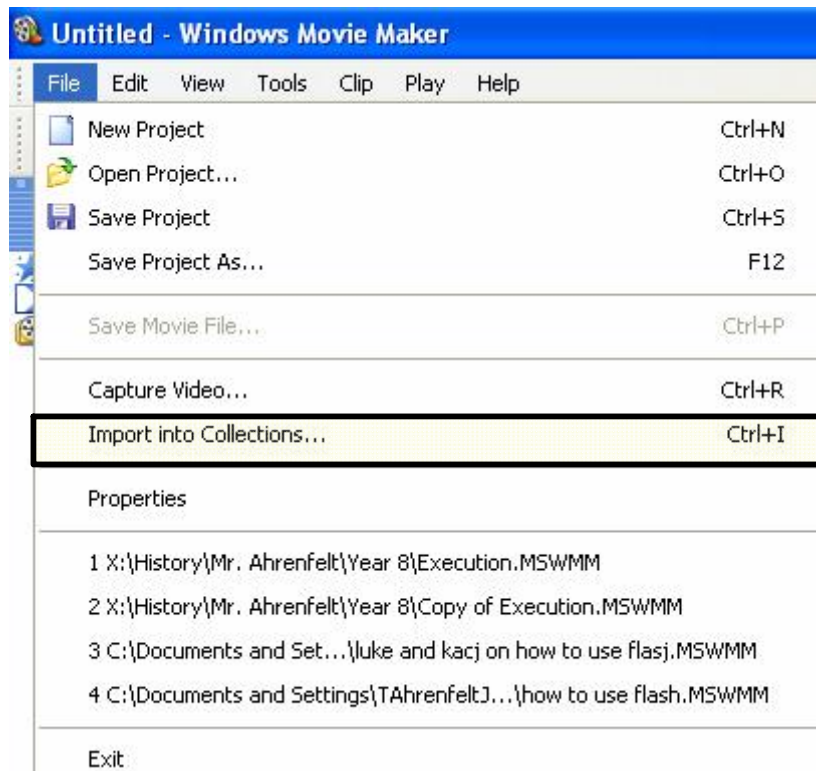 Untitled - Windows Movie Maker
File Edit View Tools Clip Play Help
New Project Ctrl+N
Open Project... Ctrl+O
Save Project Ctrl+S
Save Project As... F12
Save Movie File... Ctrl+P
Capture Video... Ctrl+R
Import into Collections... Ctrl+I
Properties
1 X:\History\Mr. Ahrenfelt\Year 8\Execution.MSWMM
2 X:\History\Mr. Ahrenfelt\Year 8\Copy of Execution.MSWMM
3 C:\Documents and Set...\luke and kacj on how to use flasj.MSWMM
4 C:\Documents and Settings\TAhrenfeltJ...\how to use flash.MSWMM
Exit